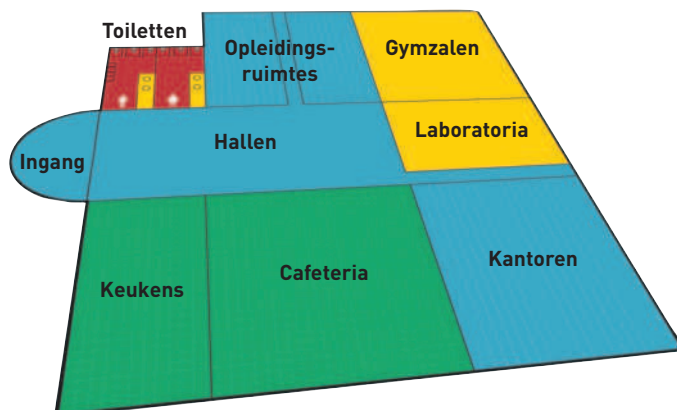 Toiletten
Opleidings-
ruimtes
Gymzalen
Ingang
Hallen
Laboratoria
Keukens
Cafeteria
Kantoren